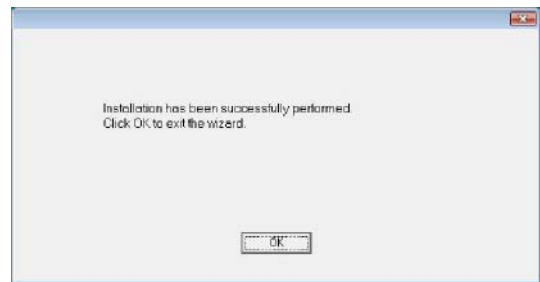 Installation has been successfully performed.
Click OK to exit the wizard.
OK